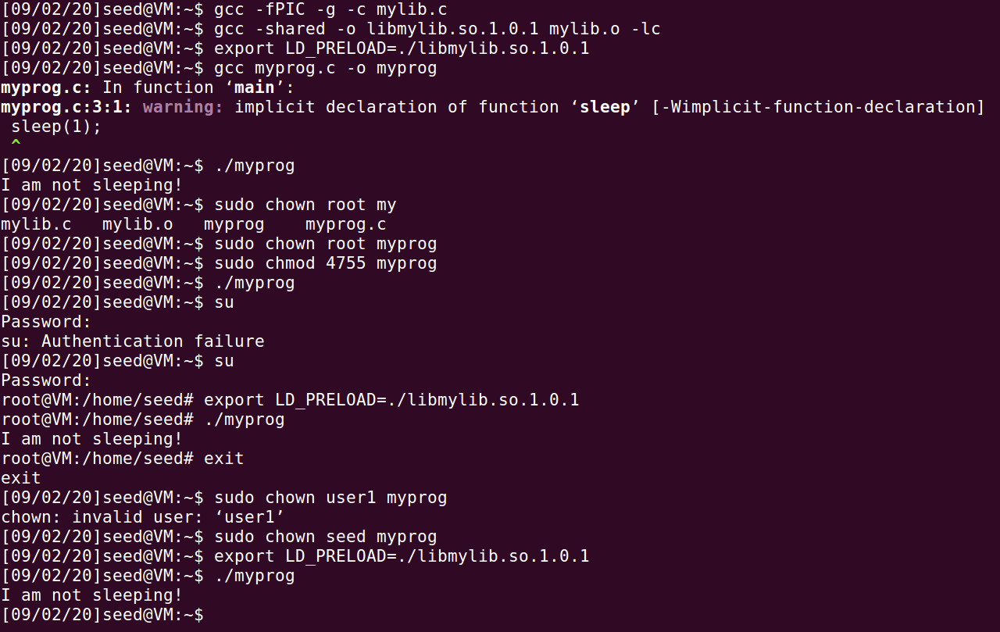 [09/02/20]seed@VM:~$ gcc -fPIC -g -c mylib.c
[09/02/20]seed@VM:~$ gcc -shared -o libmylib.so.1.0.1 mylib.o -lc
[09/02/20]seed@VM:~$ export LD_PRELOAD=./libmylib.so.1.0.1
[09/02/20]seed@VM:~$ gcc myprog.c -o myprog
myprog.c: In function ‘main’:
myprog.c:3:1: warning: implicit declaration of function ‘sleep’ [-Wimplicit-function-declaration]
 sleep(1);
 ^
[09/02/20]seed@VM:~$ ./myprog
I am not sleeping!
[09/02/20]seed@VM:~$ sudo chown root my
mylib.c   mylib.o   myprog    myprog.c
[09/02/20]seed@VM:~$ sudo chown root myprog
[09/02/20]seed@VM:~$ sudo chmod 4755 myprog
[09/02/20]seed@VM:~$ ./myprog
[09/02/20]seed@VM:~$ su
Password:
su: Authentication failure
[09/02/20]seed@VM:~$ su
Password:
root@VM:/home/seed# export LD_PRELOAD=./libmylib.so.1.0.1
root@VM:/home/seed# ./myprog
I am not sleeping!
root@VM:/home/seed# exit
exit
[09/02/20]seed@VM:~$ sudo chown user1 myprog
chown: invalid user: ‘user1’
[09/02/20]seed@VM:~$ sudo chown seed myprog
[09/02/20]seed@VM:~$ export LD_PRELOAD=./libmylib.so.1.0.1
[09/02/20]seed@VM:~$ ./myprog
I am not sleeping!
[09/02/20]seed@VM:~$